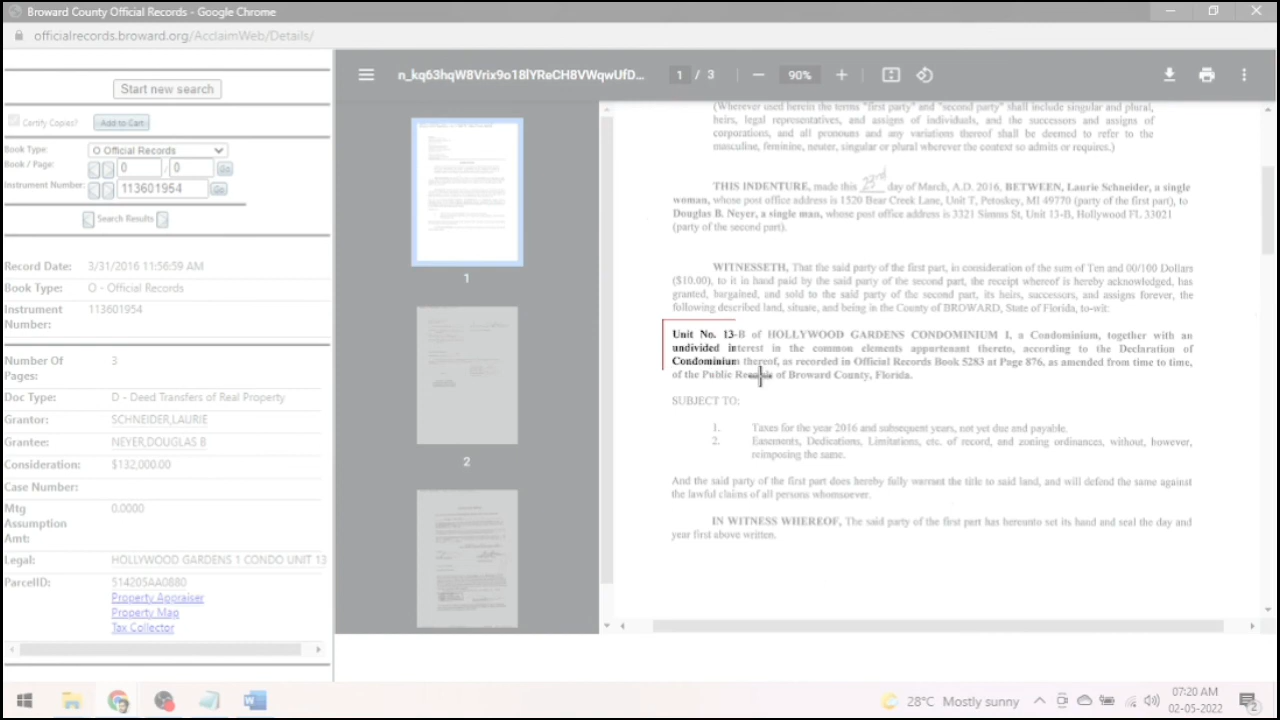 Broward County Official Records - Google Chrome
officialrecords.broward.org/AcclaimWeb/Details/
Start new search
Certify Copies? Add to Cart
Book Type: O Official Records
Book / Page: 0 / 0 Go
Instrument Number: 113601954 Go
Search Results
Record Date: 3/31/2016 11:56:59 AM
Book Type: O - Official Records
Instrument 113601954
Number:
Number Of 3
Pages:
Doc Type: D - Deed Transfers of Real Property
Grantor: SCHNEIDER,LAURIE
Grantee: NEYER,DOUGLAS B
Consideration: $132,000.00
Case Number:
Mtg 0.0000
Assumption
Amt:
Legal: HOLLYWOOD GARDENS 1 CONDO UNIT 13
ParcelID: 514205AA0880
Property Appraiser
Property Map
Tax Collector
n_kq63hqW8Vrix9o18lYReCH8VWqwUfD... 1 / 3 90%
1
2
(Wherever used herein the terms "first party" and "second party" shall include singular and plural,
heirs, legal representatives, and assigns of individuals, and the successors and assigns of
corporations, and all pronouns and any variations thereof shall be deemed to refer to the
masculine, feminine, neuter, singular or plural wherever the context so admits or requires.)
THIS INDENTURE, made this 23rd day of March, A.D. 2016, BETWEEN, Laurie Schneider, a single
woman, whose post office address is 1520 Bear Creek Lane, Unit T, Petoskey, MI 49770 (party of the first part), to
Douglas B. Neyer, a single man, whose post office address is 3321 Simms St, Unit 13-B, Hollywood FL 33021
(party of the second part).
WITNESSETH, That the said party of the first part, in consideration of the sum of Ten and 00/100 Dollars
($10.00), to it in hand paid by the said party of the second part, the receipt whereof is hereby acknowledged, has
granted, bargained, and sold to the said party of the second part, its heirs, successors, and assigns forever, the
following described land, situate, and being in the County of BROWARD, State of Florida, to-wit:
Unit No. 13-B of HOLLYWOOD GARDENS CONDOMINIUM I, a Condominium, together with an
undivided interest in the common elements appurtenant thereto, according to the Declaration of
Condominium thereof, as recorded in Official Records Book 5283 at Page 876, as amended from time to time,
of the Public Records of Broward County, Florida.
SUBJECT TO:
1. Taxes for the year 2016 and subsequent years, not yet due and payable.
2. Easements, Dedications, Limitations, etc. of record, and zoning ordinances, without, however,
reimposing the same.
And the said party of the first part does hereby fully warrant the title to said land, and will defend the same against
the lawful claims of all persons whomsoever.
IN WITNESS WHEREOF, The said party of the first part has hereunto set its hand and seal the day and
year first above written.
28°C Mostly sunny
07:20 AM
02-05-2022
2